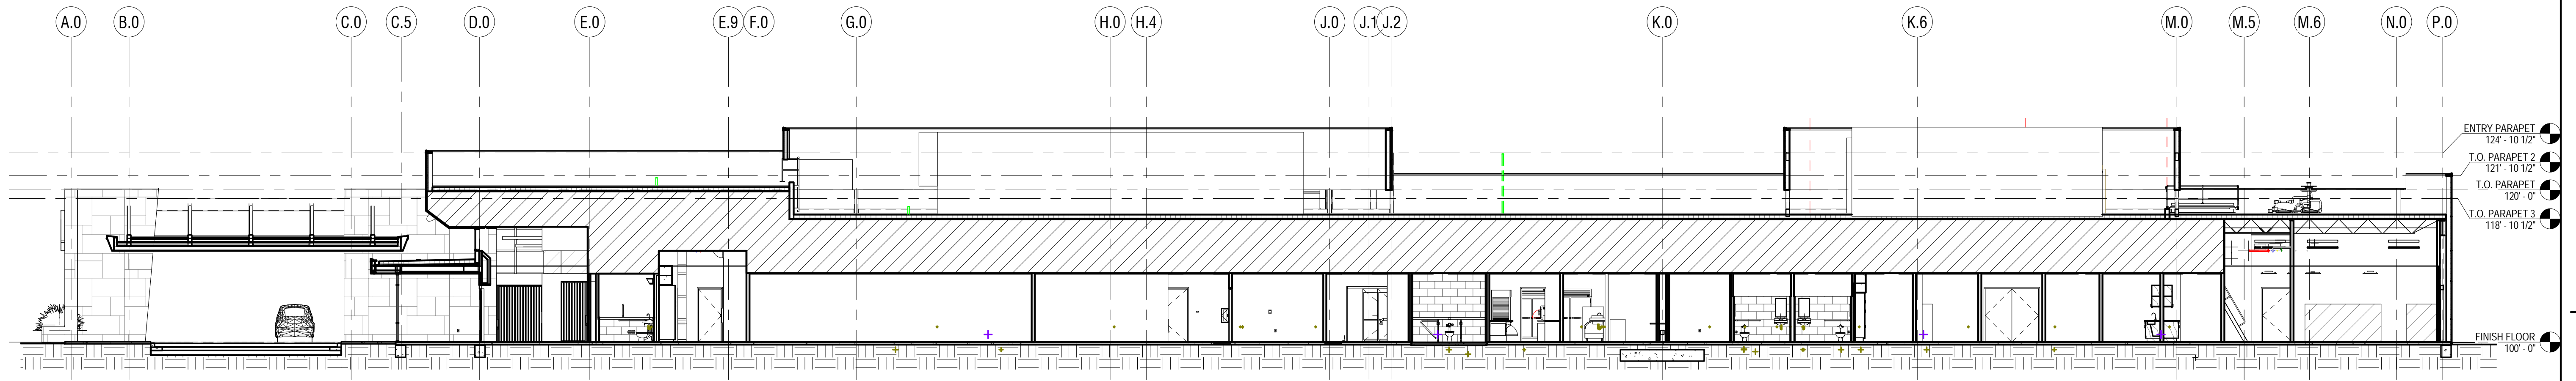 A.0 B.0 C.0 C.5 D.0 E.0 E.9 F.0 G.0 H.0 H.4 J.0 J.1 J.2 K.0 K.6 M.0 M.5 M.6 N.0 P.0
ENTRY PARAPET
124' - 10 1/2"
T.O. PARAPET 2
121' - 10 1/2"
T.O. PARAPET
120' - 0"
T.O. PARAPET 3
118' - 10 1/2"
FINISH FLOOR
100' - 0"